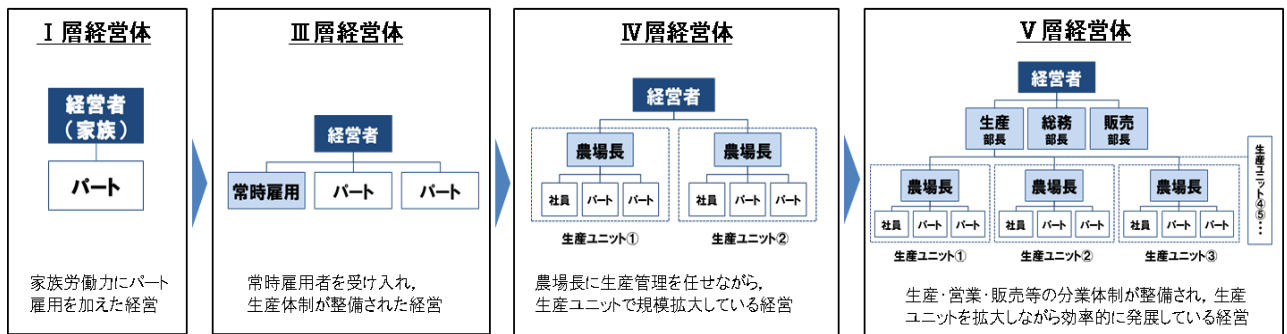 Ⅰ層経営体
経営者
(家族)
パート
家族労働力にパート
雇用を加えた経営
Ⅲ層経営体
経営者
常時雇用
パート
パート
常時雇用者を受け入れ,
生産体制が整備された経営
Ⅳ層経営体
経営者
農場長
農場長
社員
パート
パート
社員
パート
パート
生産ユニット①
生産ユニット②
農場長に生産管理を任せながら,
生産ユニットで規模拡大している経営
Ⅴ層経営体
経営者
生産
部長
総務
部長
販売
部長
農場長
農場長
農場長
社員
パート
パート
社員
パート
パート
社員
パート
パート
生産ユニット①
生産ユニット②
生産ユニット③
生産ユニット④⑤・・・
生産・営業・販売等の分業体制が整備され,生産
ユニットを拡大しながら効率的に発展している経営